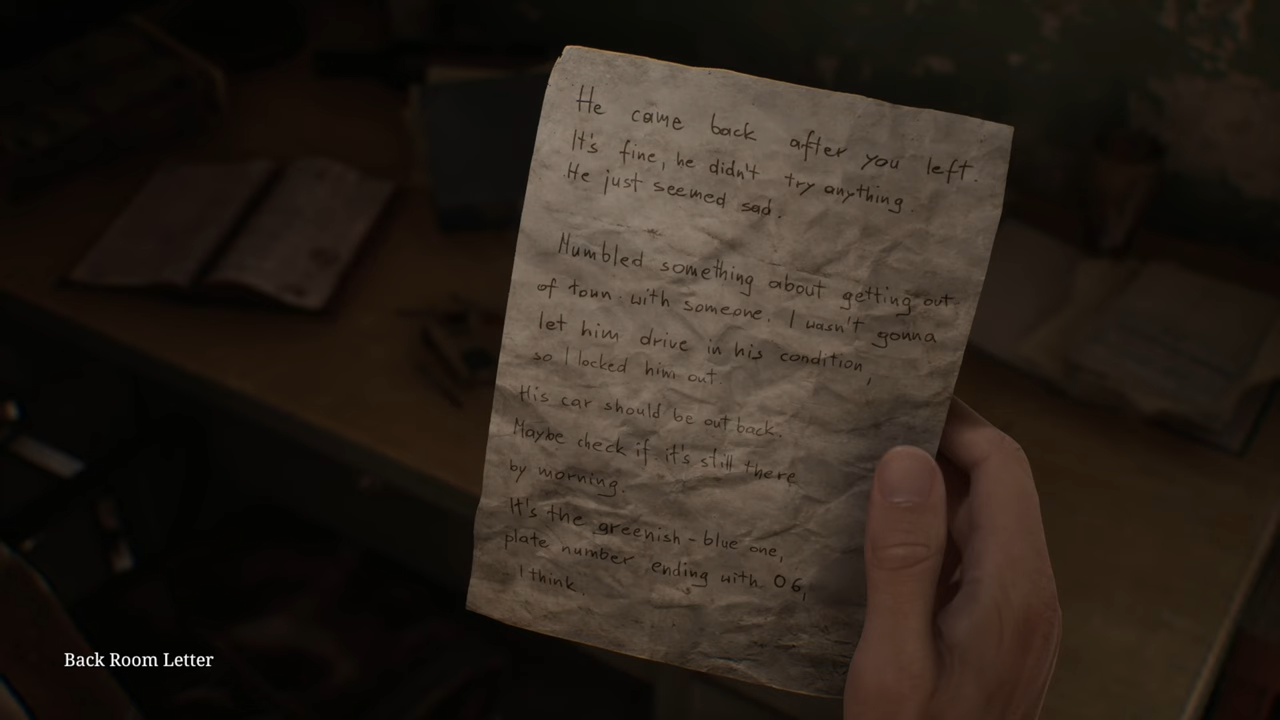 He came back after you left.
It's fine, he didn't try anything.
He just seemed sad.
Mumbled something about getting out
of town with someone. I wasn't gonna
let him drive in his condition,
so I locked him out.
His car should be out back.
Maybe check if it's still there
by morning.
It's the greenish-blue one,
plate number ending with 06,
I think.
Back Room Letter